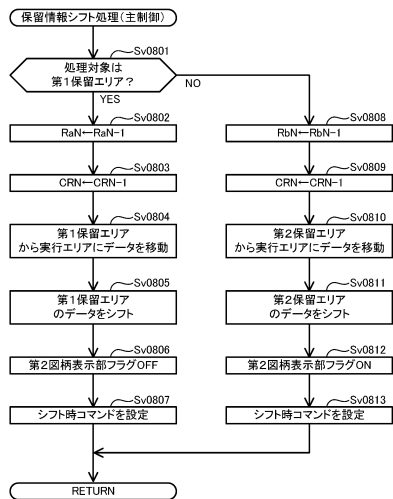 保留情報シフト処理(主制御)
Sv0801
処理対象は
第1保留エリア?
YES
NO
Sv0802
RaN←RaN-1
Sv0803
CRN←CRN-1
Sv0804
第1保留エリア
から実行エリアにデータを移動
Sv0805
第1保留エリア
のデータをシフト
Sv0806
第2図柄表示部フラグOFF
Sv0807
シフト時コマンドを設定
Sv0808
RbN←RbN-1
Sv0809
CRN←CRN-1
Sv0810
第2保留エリア
から実行エリアにデータを移動
Sv0811
第2保留エリア
のデータをシフト
Sv0812
第2図柄表示部フラグON
Sv0813
シフト時コマンドを設定
RETURN